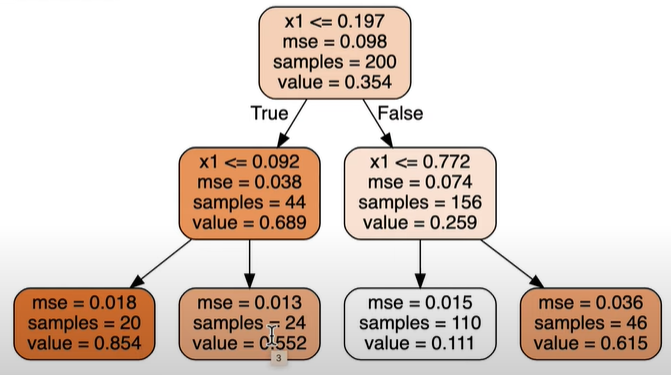 x1 <= 0.197
mse = 0.098
samples = 200
value = 0.354
True
False
x1 <= 0.092
mse = 0.038
samples = 44
value = 0.689
x1 <= 0.772
mse = 0.074
samples = 156
value = 0.259
mse = 0.018
samples = 20
value = 0.854
mse = 0.013
samples = 24
value = 0.552
3
mse = 0.015
samples = 110
value = 0.111
mse = 0.036
samples = 46
value = 0.615